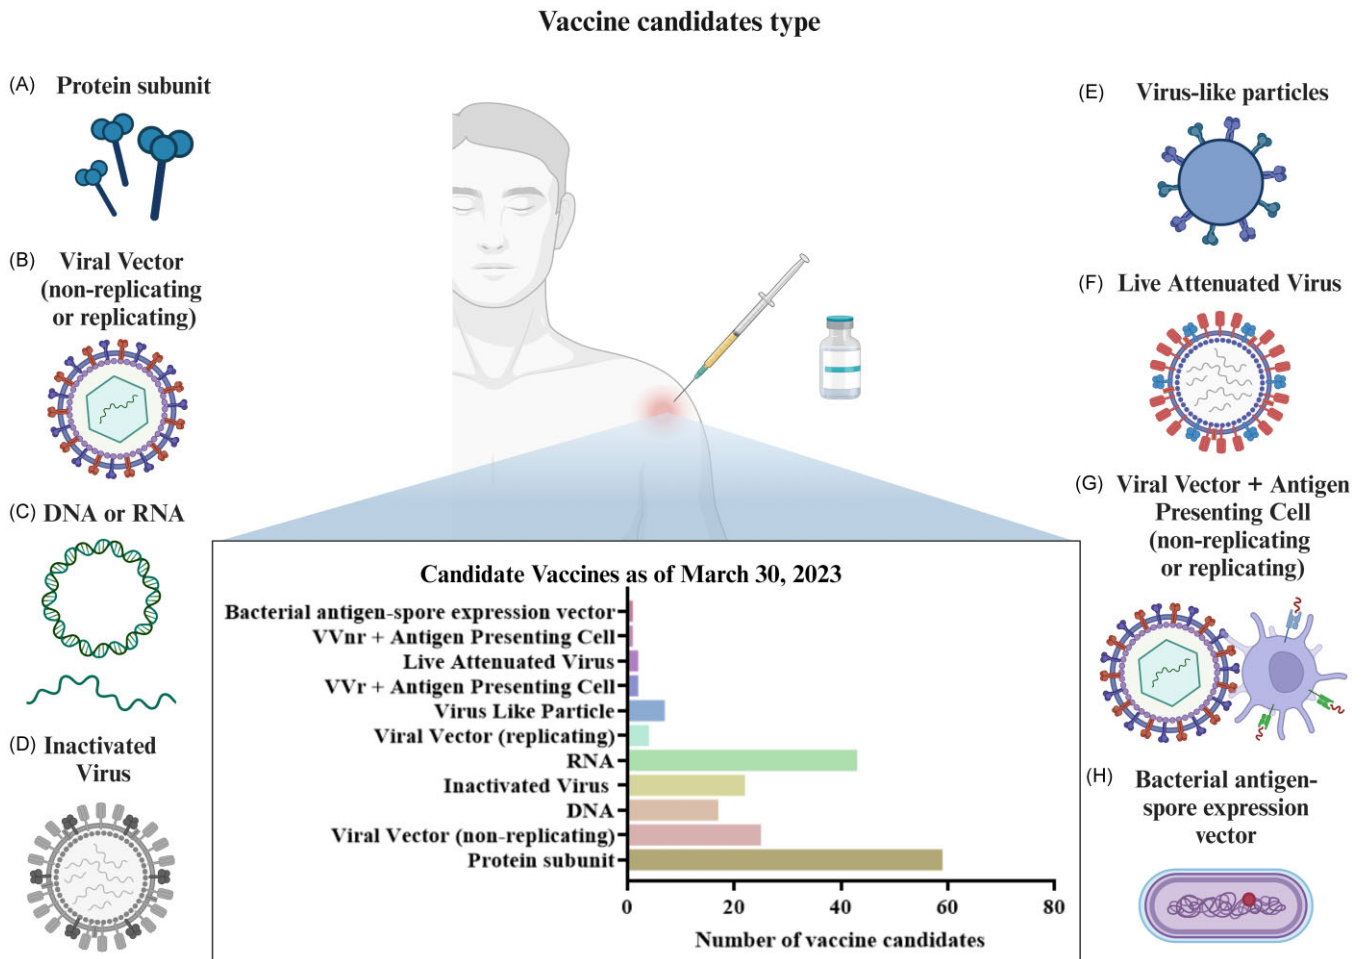 Vaccine candidates type
(A) Protein subunit
(B) Viral Vector
(non-replicating
or replicating)
(C) DNA or RNA
(D) Inactivated
Virus
(E) Virus-like particles
(F) Live Attenuated Virus
(G) Viral Vector + Antigen
Presenting Cell
(non-replicating
or replicating)
(H) Bacterial antigen-
spore expression
vector
Candidate Vaccines as of March 30, 2023
Bacterial antigen-spore expression vector
VVnr + Antigen Presenting Cell
Live Attenuated Virus
VVr + Antigen Presenting Cell
Virus Like Particle
Viral Vector (replicating)
RNA
Inactivated Virus
DNA
Viral Vector (non-replicating)
Protein subunit
0 20 40 60 80
Number of vaccine candidates